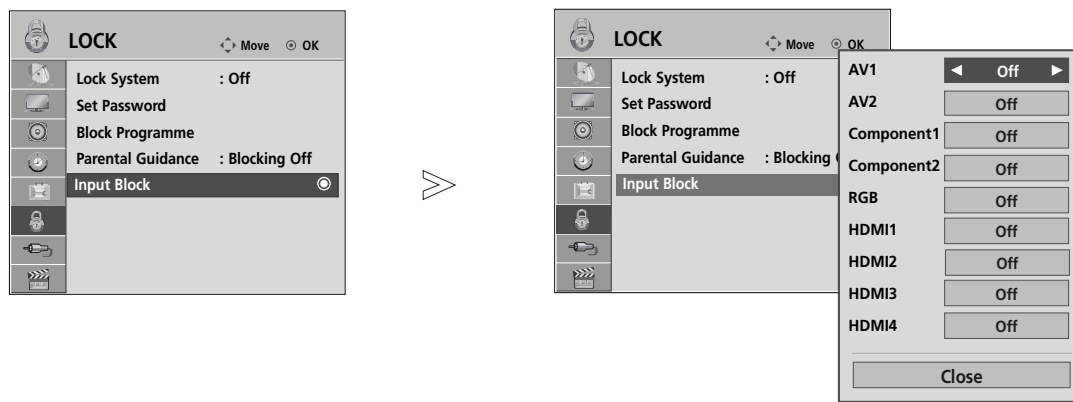 LOCK
Move OK
Lock System : Off
Set Password
Block Programme
Parental Guidance : Blocking Off
Input Block
LOCK
Move OK
Lock System : Off
Set Password
Block Programme
Parental Guidance : Blocking
Input Block
AV1 Off
AV2 Off
Component1 Off
Component2 Off
RGB Off
HDMI1 Off
HDMI2 Off
HDMI3 Off
HDMI4 Off
Close